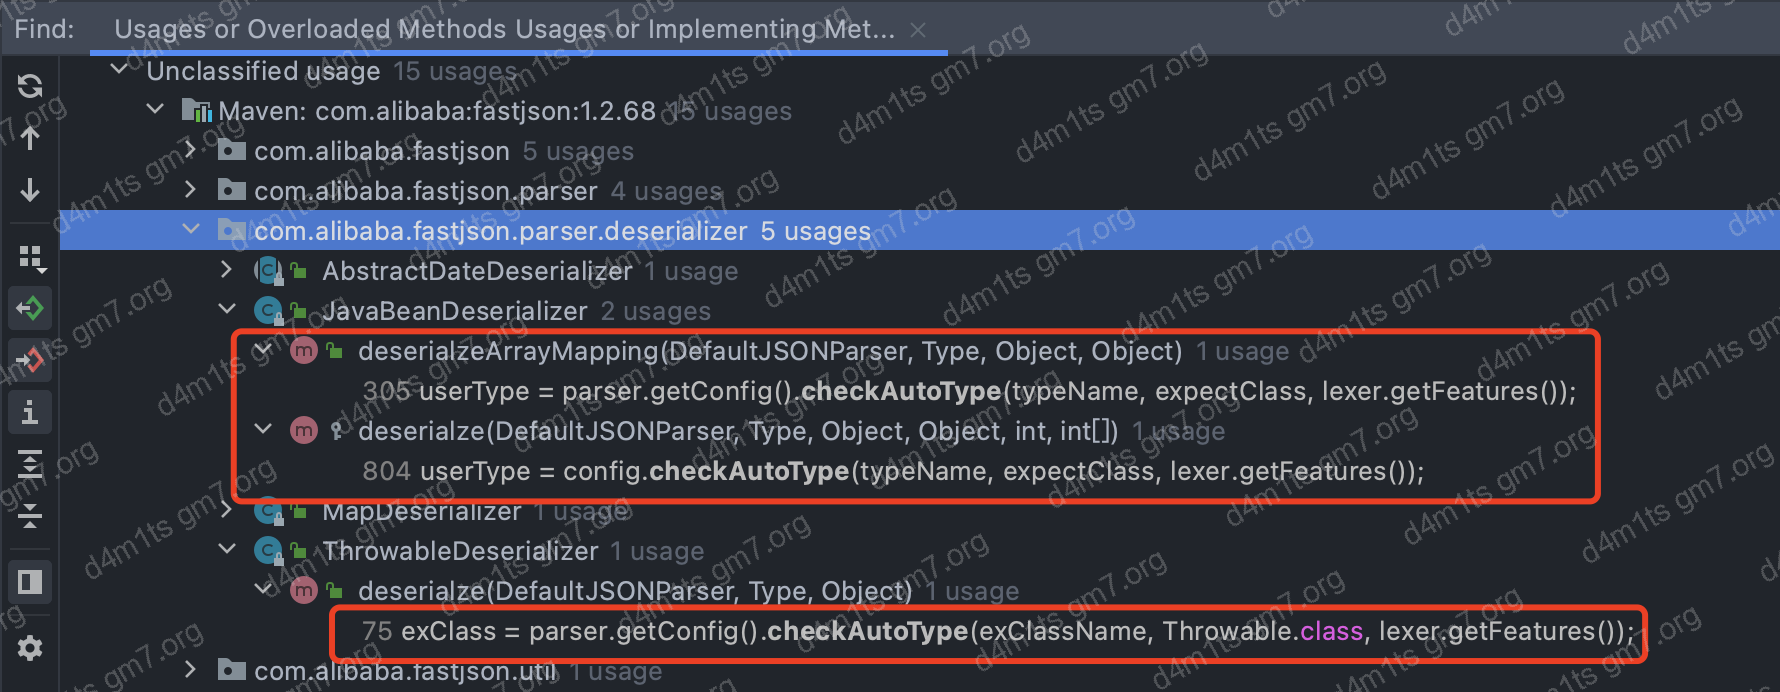 Find: Usages or Overloaded Methods Usages or Implementing Met...
Unclassified usage 15 usages
Maven: com.alibaba:fastjson:1.2.68 15 usages
com.alibaba.fastjson 5 usages
com.alibaba.fastjson.parser 4 usages
com.alibaba.fastjson.parser.deserializer 5 usages
AbstractDateDeserializer 1 usage
JavaBeanDeserializer 2 usages
deserialzeArrayMapping(DefaultJSONParser, Type, Object, Object) 1 usage
305 userType = parser.getConfig().checkAutoType(typeName, expectClass, lexer.getFeatures());
deserialze(DefaultJSONParser, Type, Object, Object, int, int[]) 1 usage
804 userType = config.checkAutoType(typeName, expectClass, lexer.getFeatures());
MapDeserializer 1 usage
ThrowableDeserializer 1 usage
deserialze(DefaultJSONParser, Type, Object) 1 usage
75 exClass = parser.getConfig().checkAutoType(exClassName, Throwable.class, lexer.getFeatures());
com.alibaba.fastjson.util 1 usage
d4m1ts gm7.org